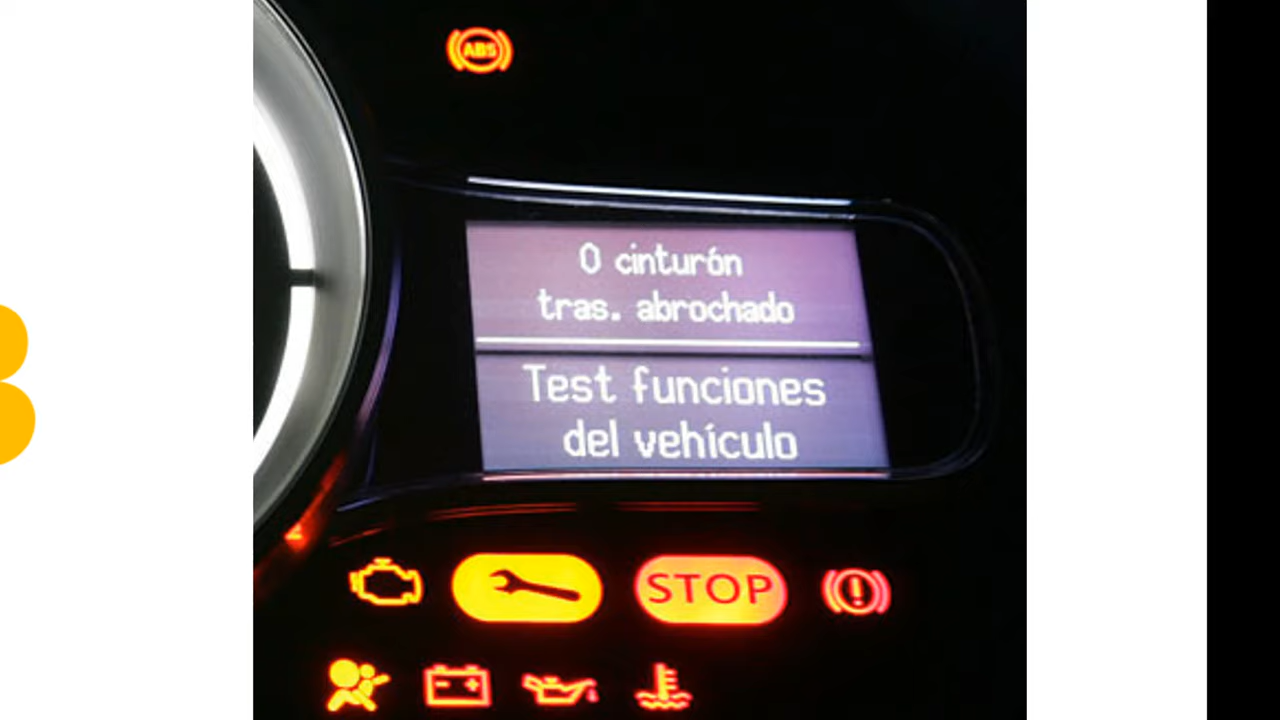 ABS
0 cinturón
tras. abrochado
Test funciones
del vehículo
STOP